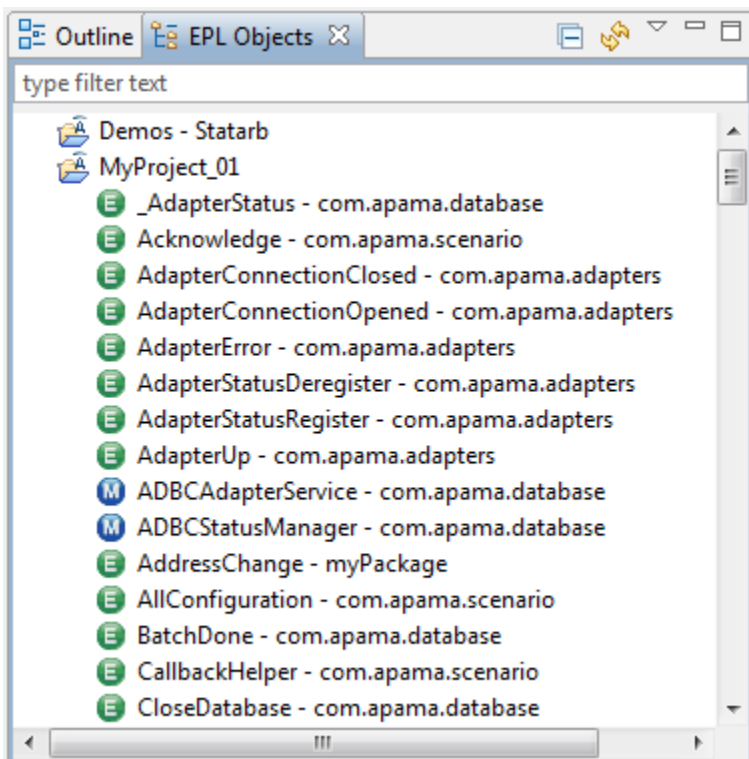 Outline EPL Objects
type filter text
Demos - Statarb
MyProject_01
E _AdapterStatus - com.apama.database
E Acknowledge - com.apama.scenario
E AdapterConnectionClosed - com.apama.adapters
E AdapterConnectionOpened - com.apama.adapters
E AdapterError - com.apama.adapters
E AdapterStatusDeregister - com.apama.adapters
E AdapterStatusRegister - com.apama.adapters
E AdapterUp - com.apama.adapters
M ADBCAdapterService - com.apama.database
M ADBCStatusManager - com.apama.database
E AddressChange - myPackage
E AllConfiguration - com.apama.scenario
E BatchDone - com.apama.database
E CallbackHelper - com.apama.scenario
E CloseDatabase - com.apama.database